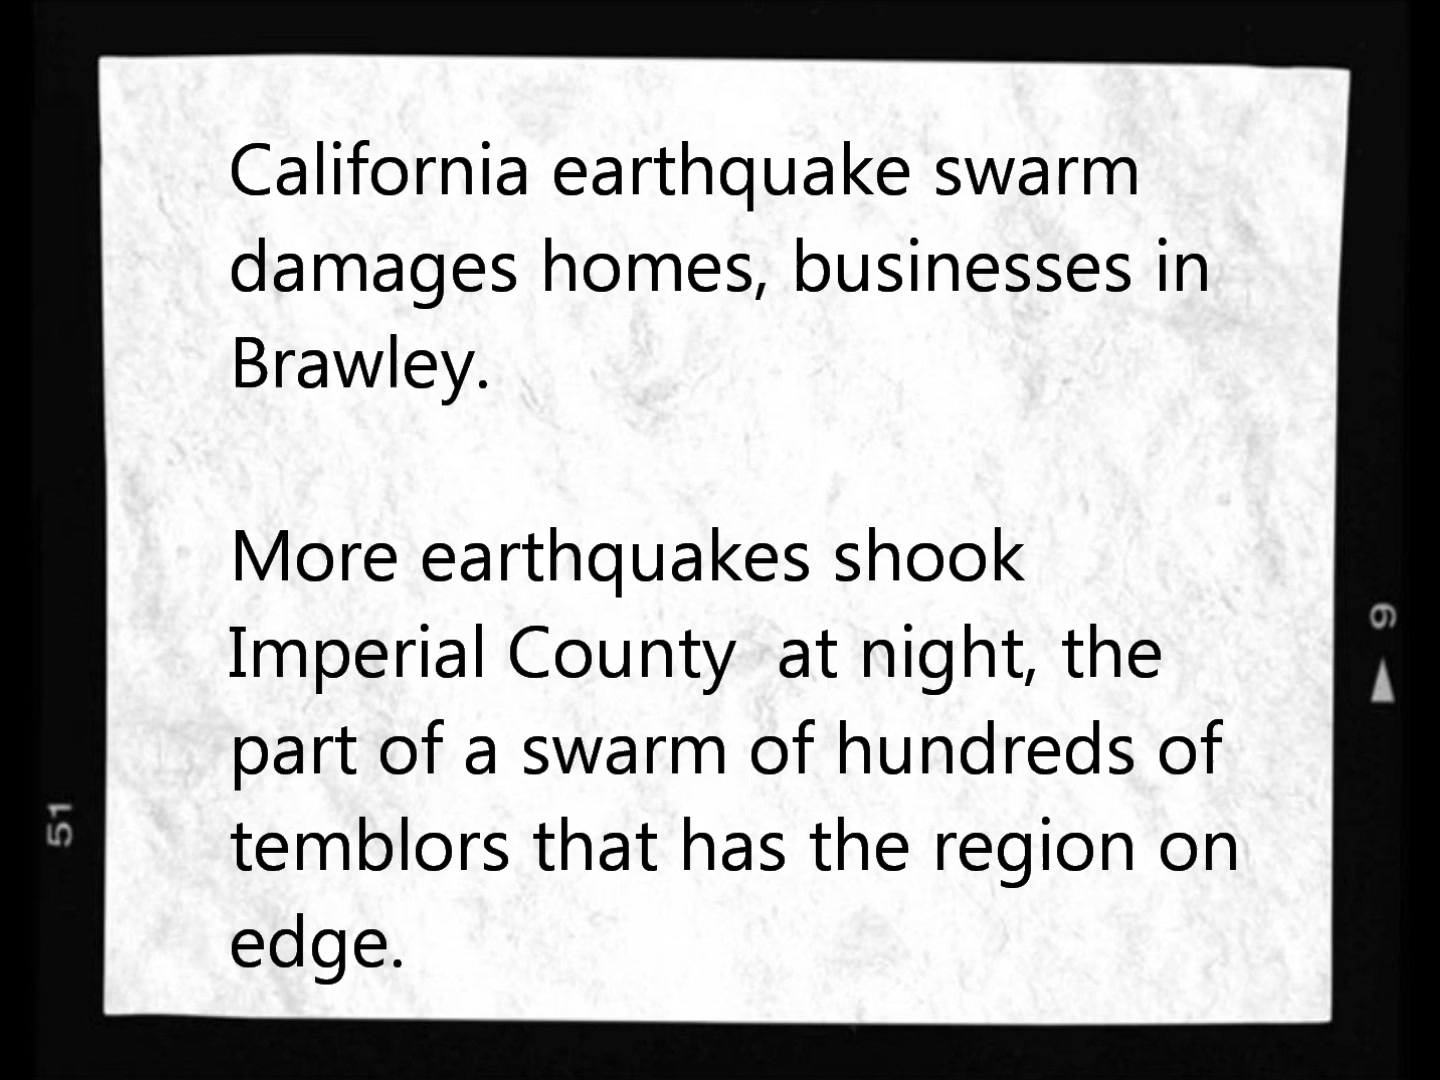 California earthquake swarm
damages homes, businesses in
Brawley.
More earthquakes shook
Imperial County  at night, the
part of a swarm of hundreds of
temblors that has the region on
edge.
51
9